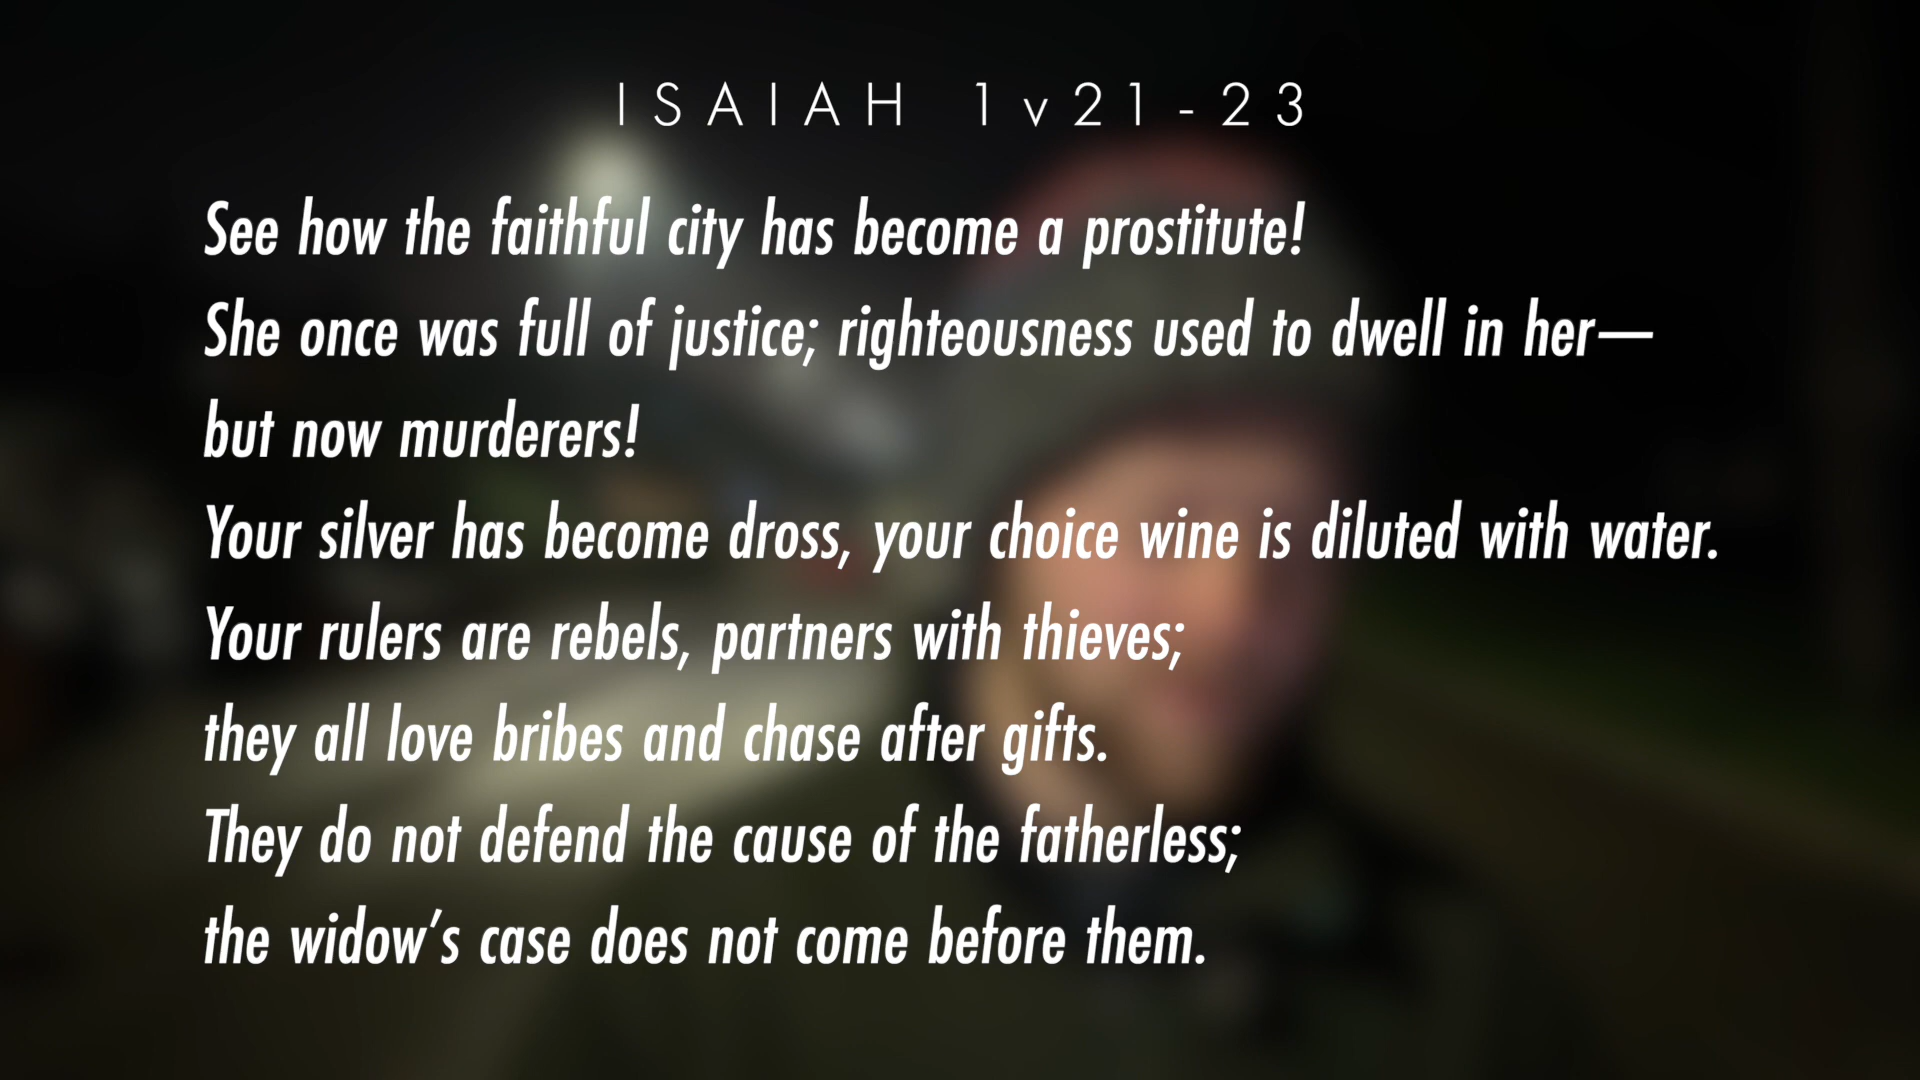 ISAIAH 1v21-23
See how the faithful city has become a prostitute!
She once was full of justice; righteousness used to dwell in her—
but now murderers!
Your silver has become dross, your choice wine is diluted with water.
Your rulers are rebels, partners with thieves;
they all love bribes and chase after gifts.
They do not defend the cause of the fatherless;
the widow’s case does not come before them.